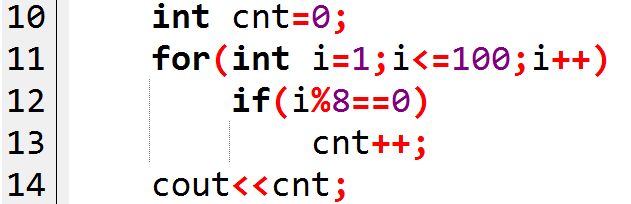 10 int cnt=0;
11 for(int i=1;i<=100;i++)
12 if(i%8==0)
13 cnt++;
14 cout<<cnt;